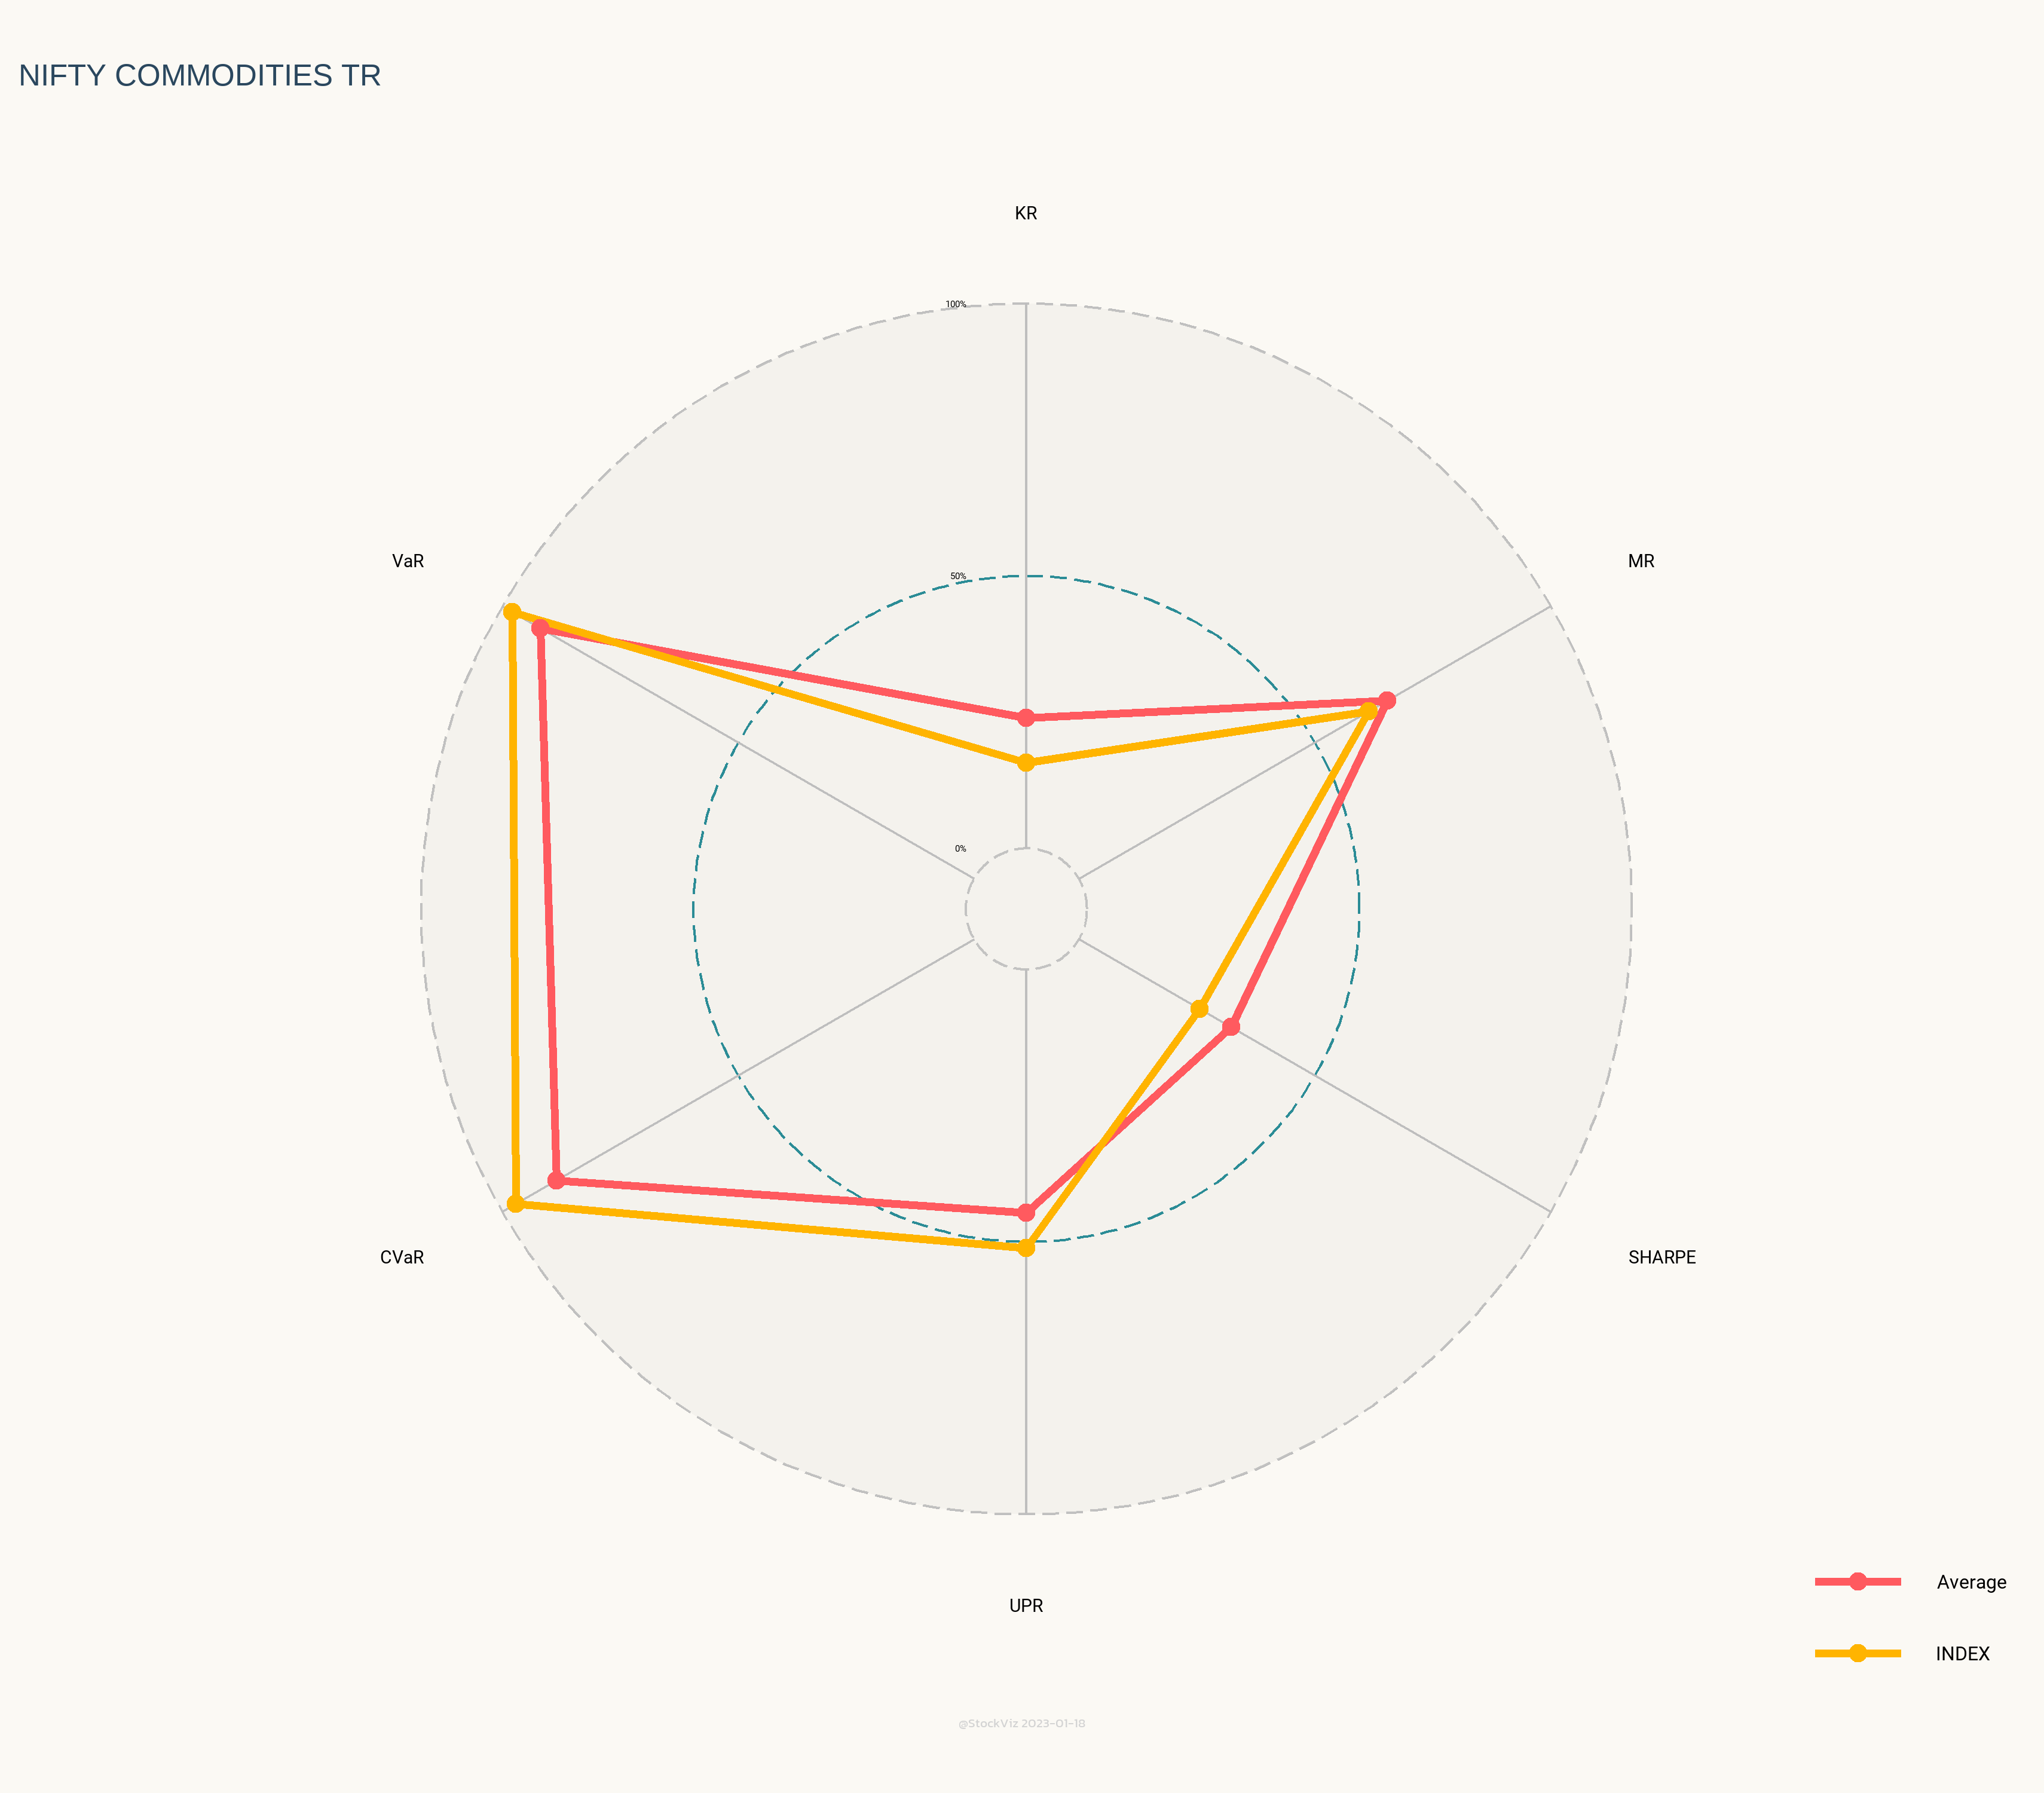 NIFTY COMMODITIES TR
KR
100%
VaR
MR
50%
0%
CVaR
SHARPE
UPR
Average
INDEX
@StockViz 2023-01-18